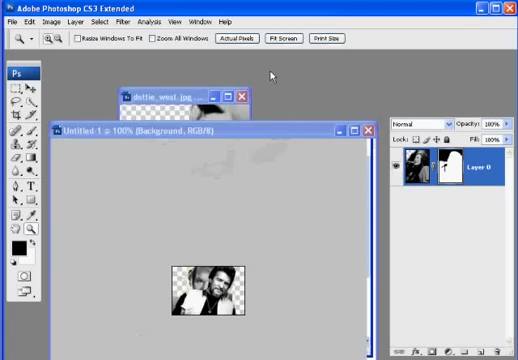 Adobe Photoshop CS3 Extended
File Edit Image Layer Select Filter Analysis View Window Help
Resize Windows To Fit Zoom All Windows Actual Pixels Fit Screen Print Size
Ps
dottie_west.jpg ...
Untitled-1 @ 100% (Background, RGB/8)
Normal Opacity: 100%
Lock: Fill: 100%
Layer 0